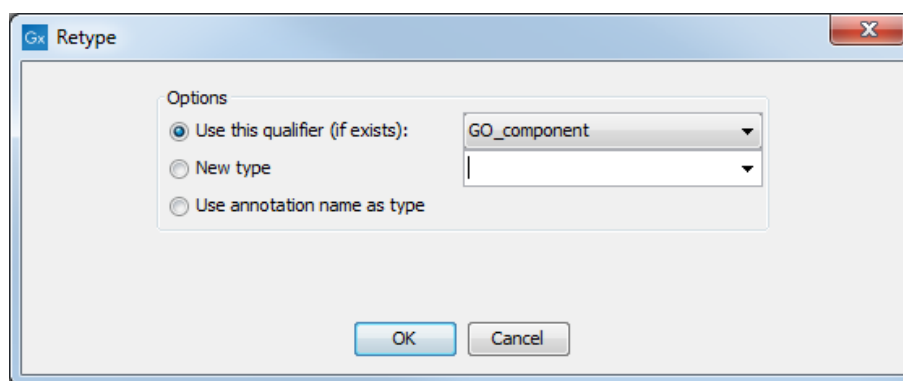 Gx Retype
Options
Use this qualifier (if exists): GO_component
New type
Use annotation name as type
OK Cancel